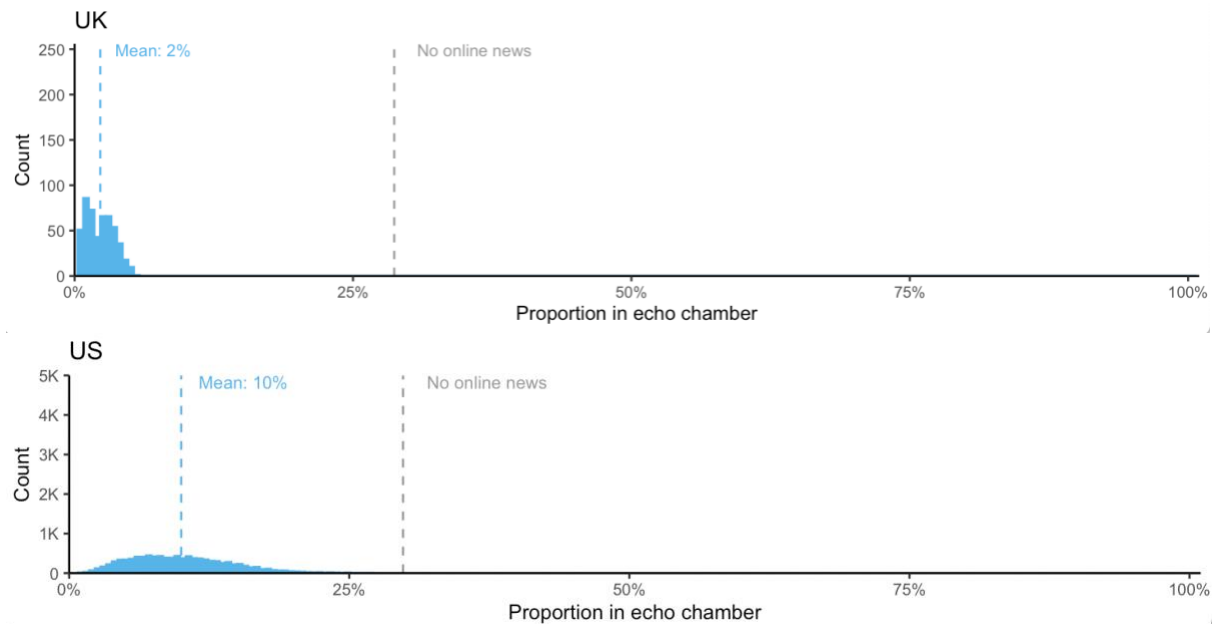 UK
Mean: 2%
No online news
250
200
150
100
50
0
Count
0% 25% 50% 75% 100%
Proportion in echo chamber
US
Mean: 10%
No online news
5K
4K
3K
2K
1K
0
Count
0% 25% 50% 75% 100%
Proportion in echo chamber